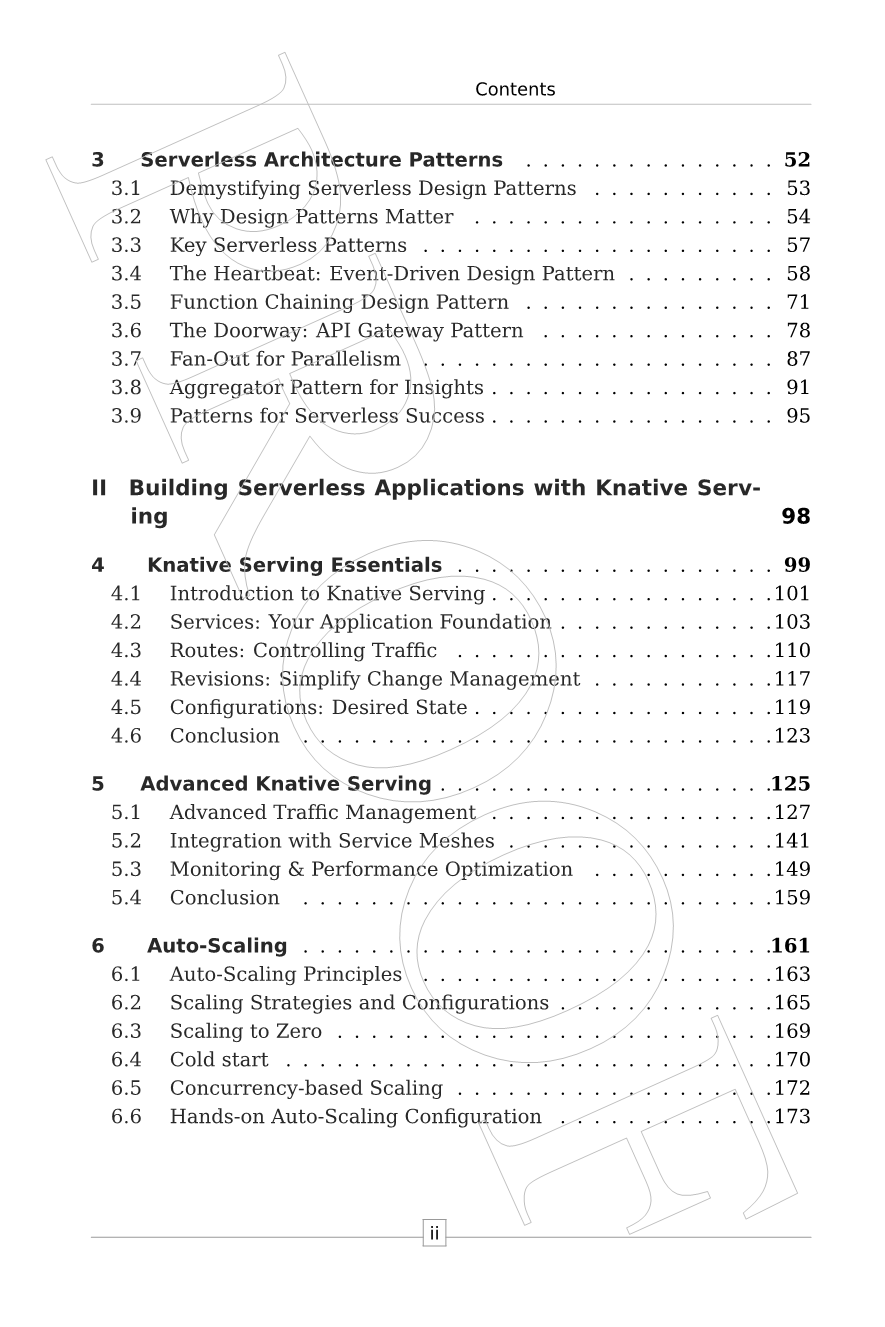 Contents
3 Serverless Architecture Patterns . . . . . . . . . . . . . . . 52
3.1 Demystifying Serverless Design Patterns . . . . . . . . . . . 53
3.2 Why Design Patterns Matter . . . . . . . . . . . . . . . . . . 54
3.3 Key Serverless Patterns . . . . . . . . . . . . . . . . . . . . . 57
3.4 The Heartbeat: Event-Driven Design Pattern . . . . . . . . . 58
3.5 Function Chaining Design Pattern . . . . . . . . . . . . . . . 71
3.6 The Doorway: API Gateway Pattern . . . . . . . . . . . . . . 78
3.7 Fan-Out for Parallelism . . . . . . . . . . . . . . . . . . . . . 87
3.8 Aggregator Pattern for Insights . . . . . . . . . . . . . . . . . 91
3.9 Patterns for Serverless Success . . . . . . . . . . . . . . . . . 95
II Building Serverless Applications with Knative Serv-
ing 98
4 Knative Serving Essentials . . . . . . . . . . . . . . . . . . . 99
4.1 Introduction to Knative Serving . . . . . . . . . . . . . . . . . 101
4.2 Services: Your Application Foundation . . . . . . . . . . . . . 103
4.3 Routes: Controlling Traffic . . . . . . . . . . . . . . . . . . . 110
4.4 Revisions: Simplify Change Management . . . . . . . . . . . 117
4.5 Configurations: Desired State . . . . . . . . . . . . . . . . . . 119
4.6 Conclusion . . . . . . . . . . . . . . . . . . . . . . . . . . . . 123
5 Advanced Knative Serving . . . . . . . . . . . . . . . . . . . . 125
5.1 Advanced Traffic Management . . . . . . . . . . . . . . . . . 127
5.2 Integration with Service Meshes . . . . . . . . . . . . . . . . 141
5.3 Monitoring & Performance Optimization . . . . . . . . . . . 149
5.4 Conclusion . . . . . . . . . . . . . . . . . . . . . . . . . . . . 159
6 Auto-Scaling . . . . . . . . . . . . . . . . . . . . . . . . . . . . 161
6.1 Auto-Scaling Principles . . . . . . . . . . . . . . . . . . . . . 163
6.2 Scaling Strategies and Configurations . . . . . . . . . . . . . 165
6.3 Scaling to Zero . . . . . . . . . . . . . . . . . . . . . . . . . . 169
6.4 Cold start . . . . . . . . . . . . . . . . . . . . . . . . . . . . . 170
6.5 Concurrency-based Scaling . . . . . . . . . . . . . . . . . . . 172
6.6 Hands-on Auto-Scaling Configuration . . . . . . . . . . . . . 173
ii
PROOF